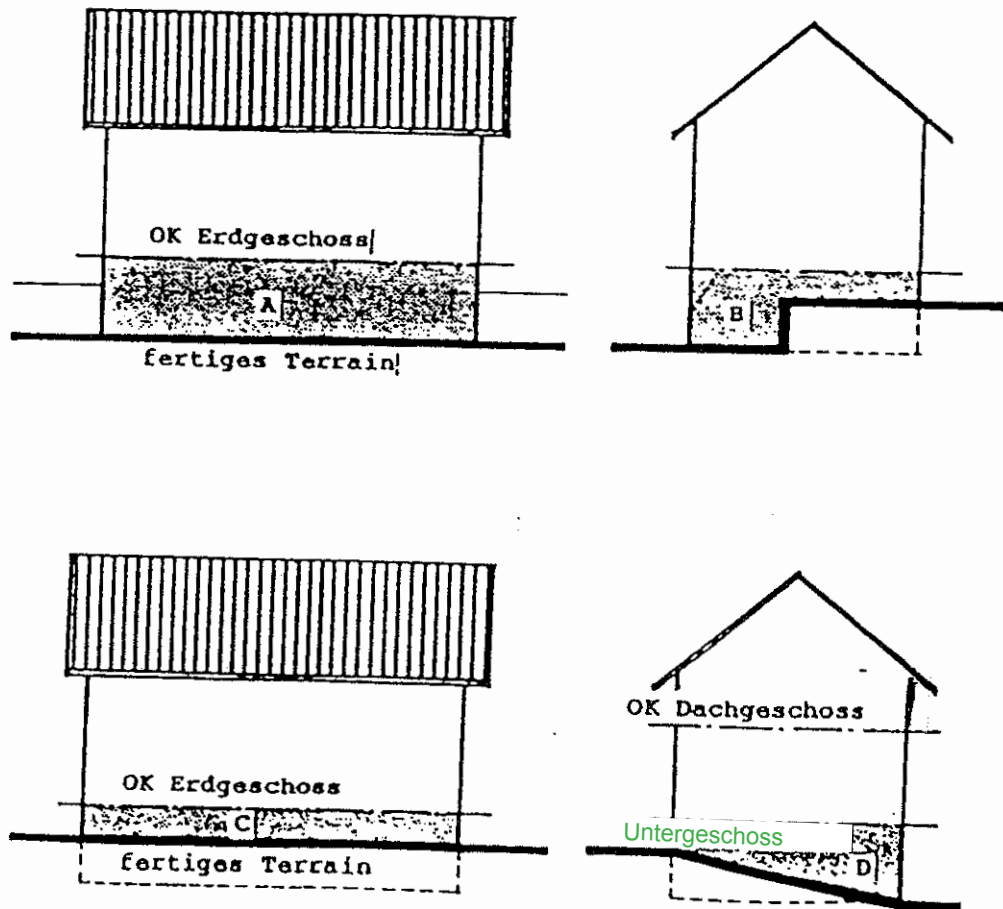 OK Erdgeschoss
A
fertiges Terrain
B
OK Erdgeschoss
C
fertiges Terrain
OK Dachgeschoss
Untergeschoss
D